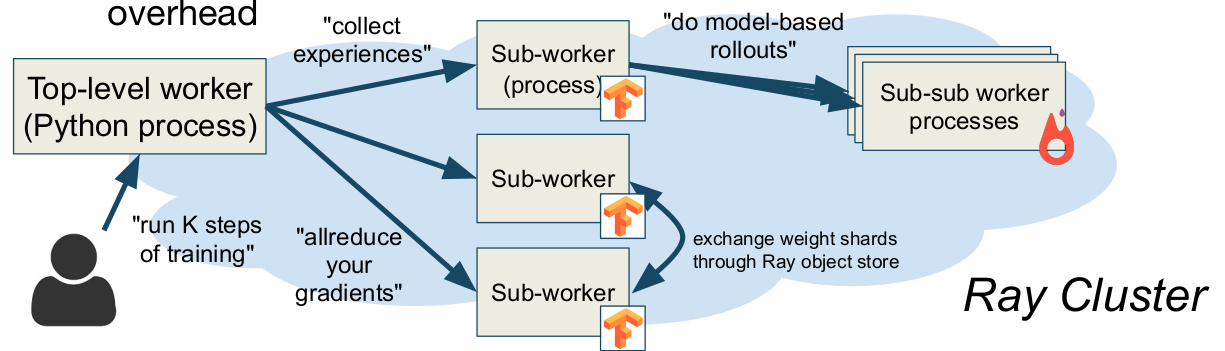 overhead
"collect
experiences"
"do model-based
rollouts"
Sub-worker
(process)
Top-level worker
(Python process)
Sub-sub worker
processes
Sub-worker
"run K steps
of training"
"allreduce
your
gradients"
exchange weight shards
through Ray object store
Sub-worker
Ray Cluster